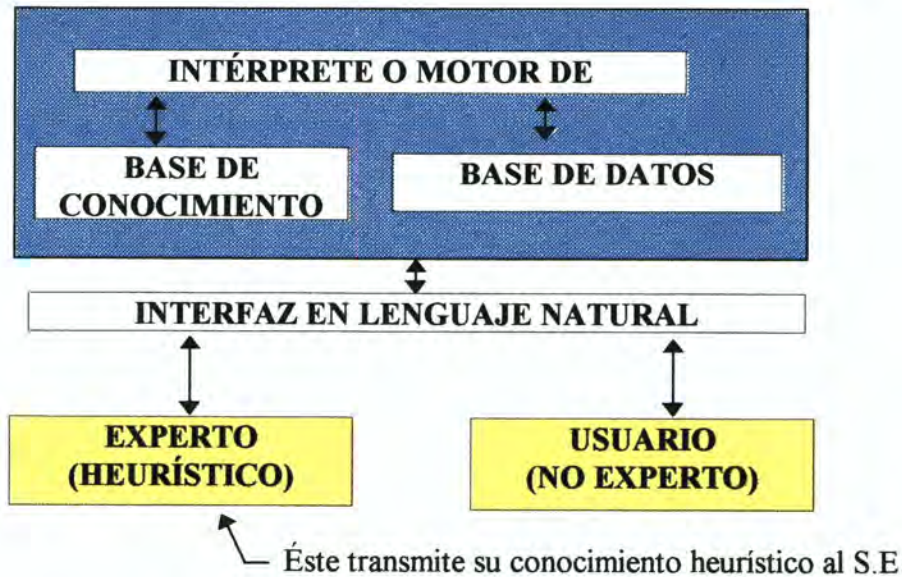 INTÉRPRETE O MOTOR DE
BASE DE
CONOCIMIENTO
BASE DE DATOS
INTERFAZ EN LENGUAJE NATURAL
EXPERTO
(HEURÍSTICO)
USUARIO
(NO EXPERTO)
Éste transmite su conocimiento heurístico al S.E